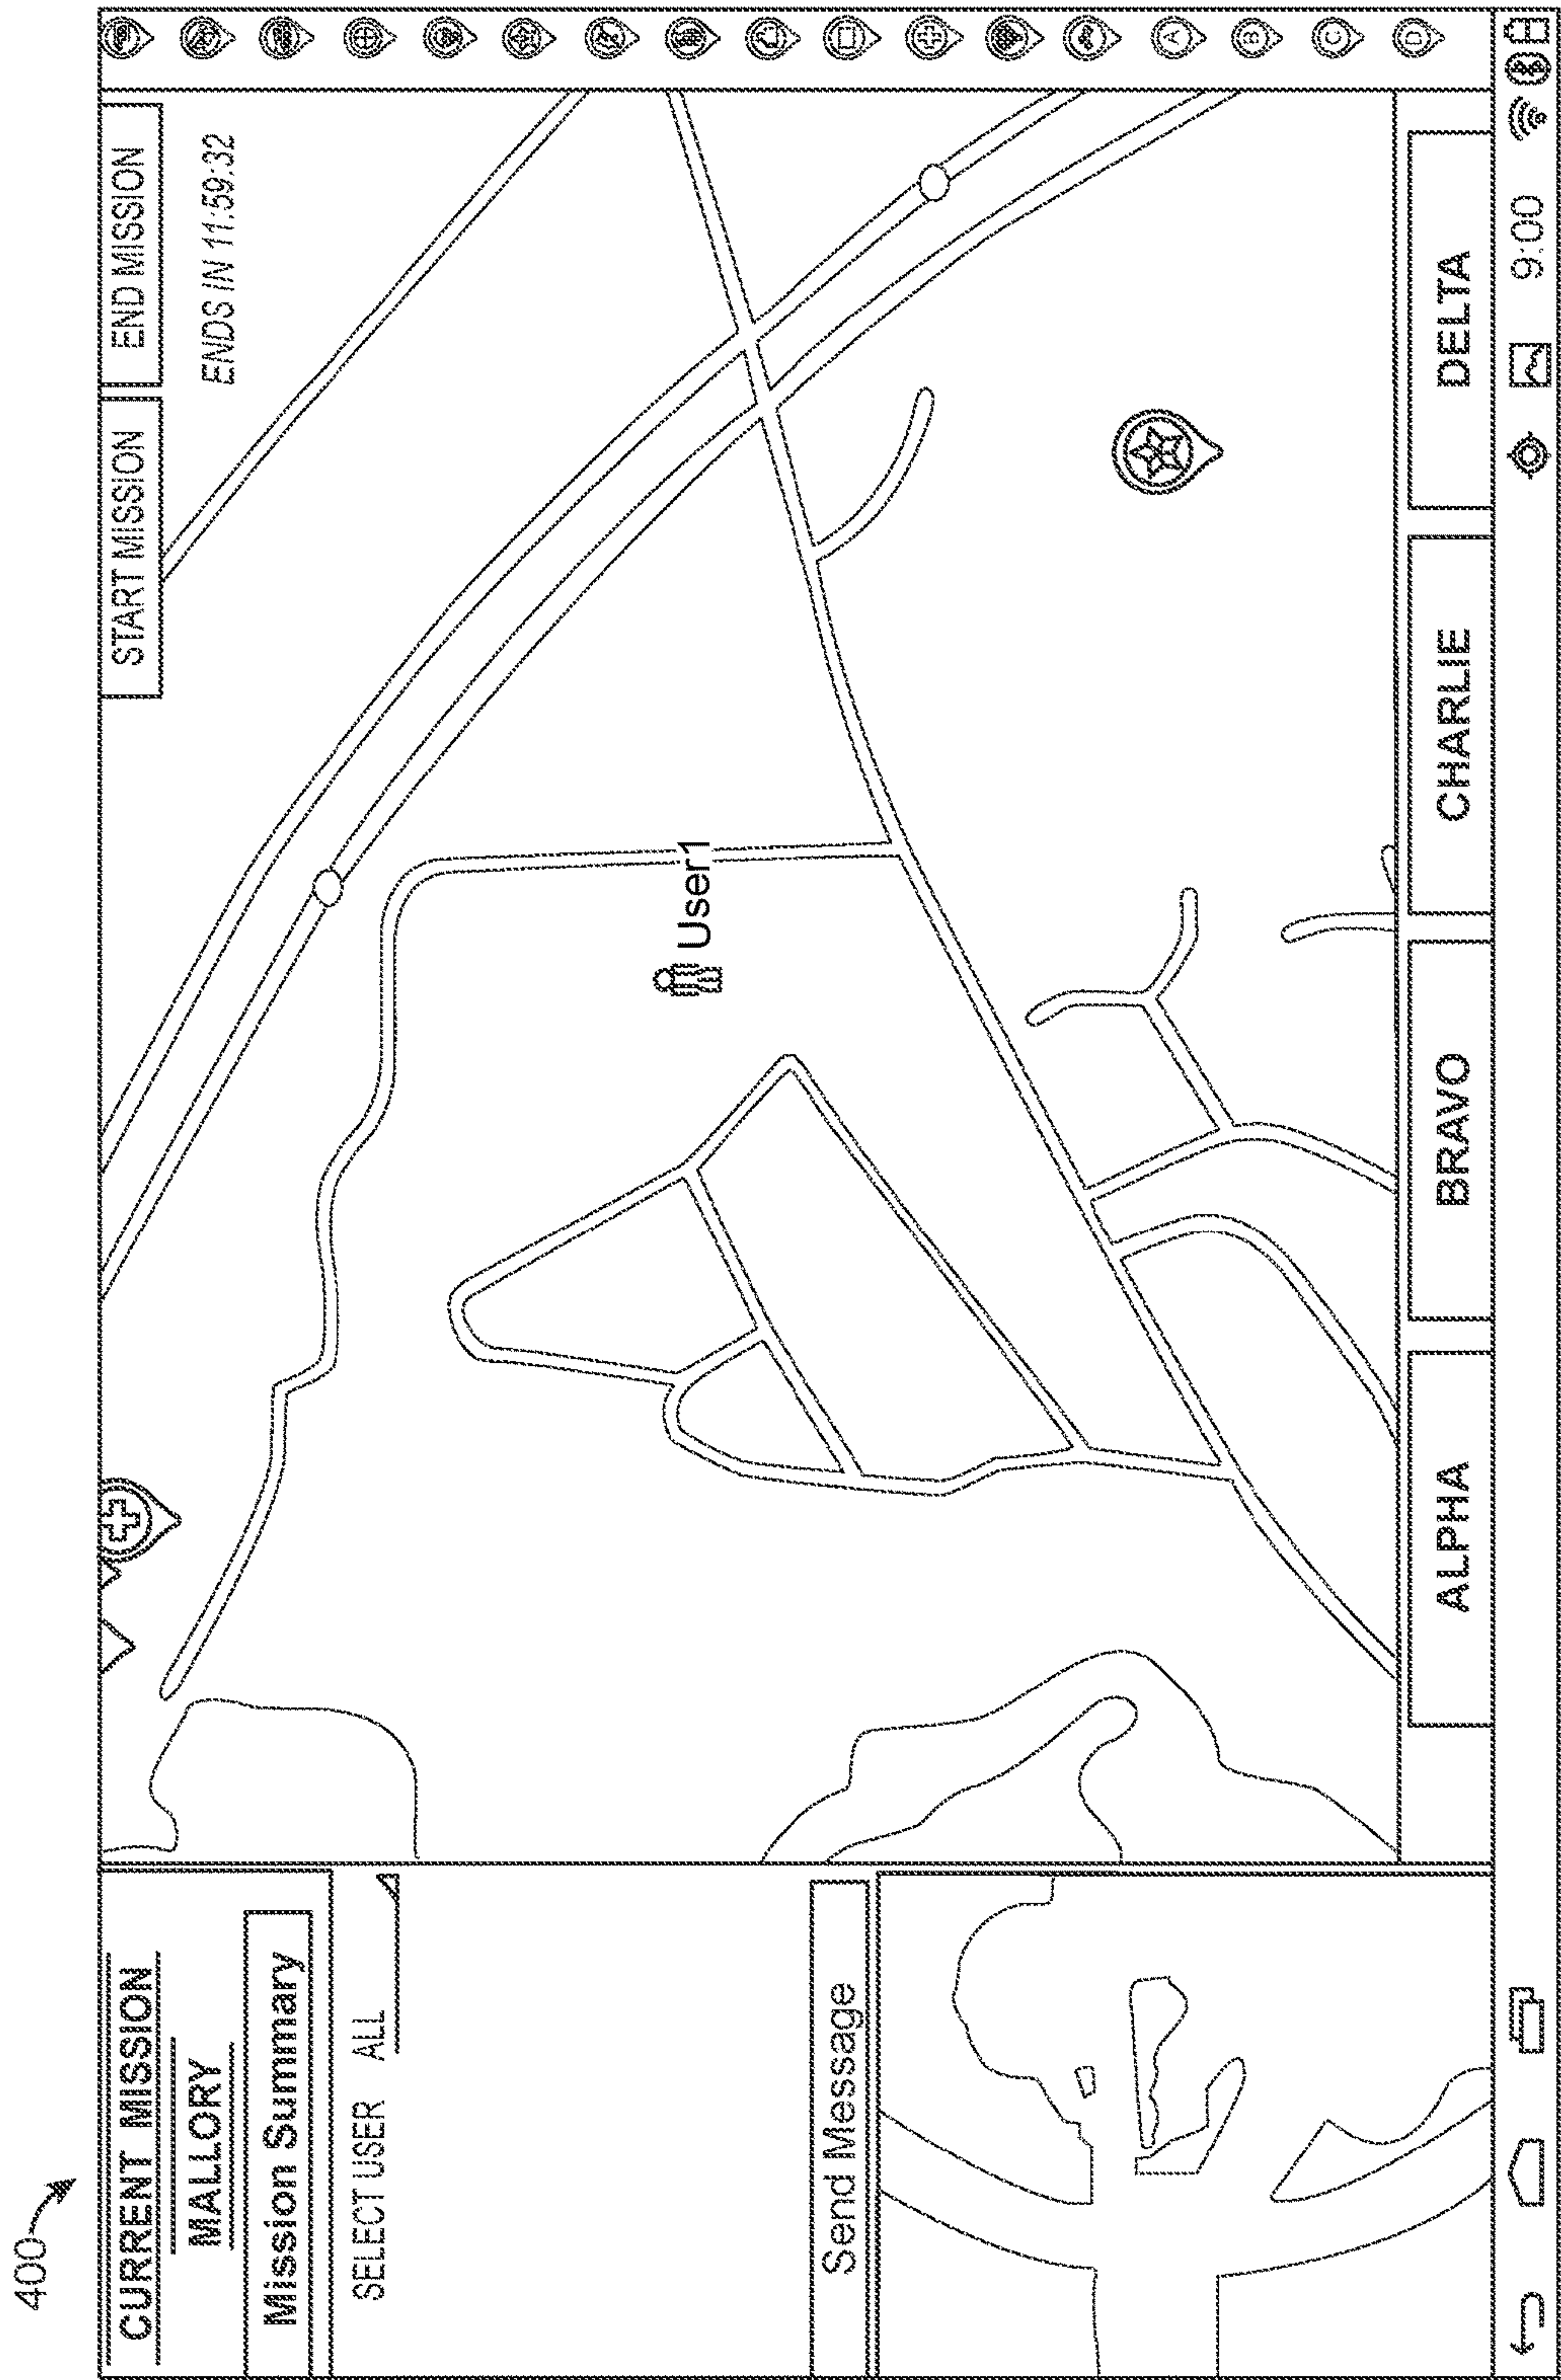 400
CURRENT MISSION
MALLORY
Mission Summary
SELECT USER ALL
Send Message
START MISSION
END MISSION
ENDS IN 11:59:32
User1
ALPHA
BRAVO
CHARLIE
DELTA
A
B
C
D
9:00